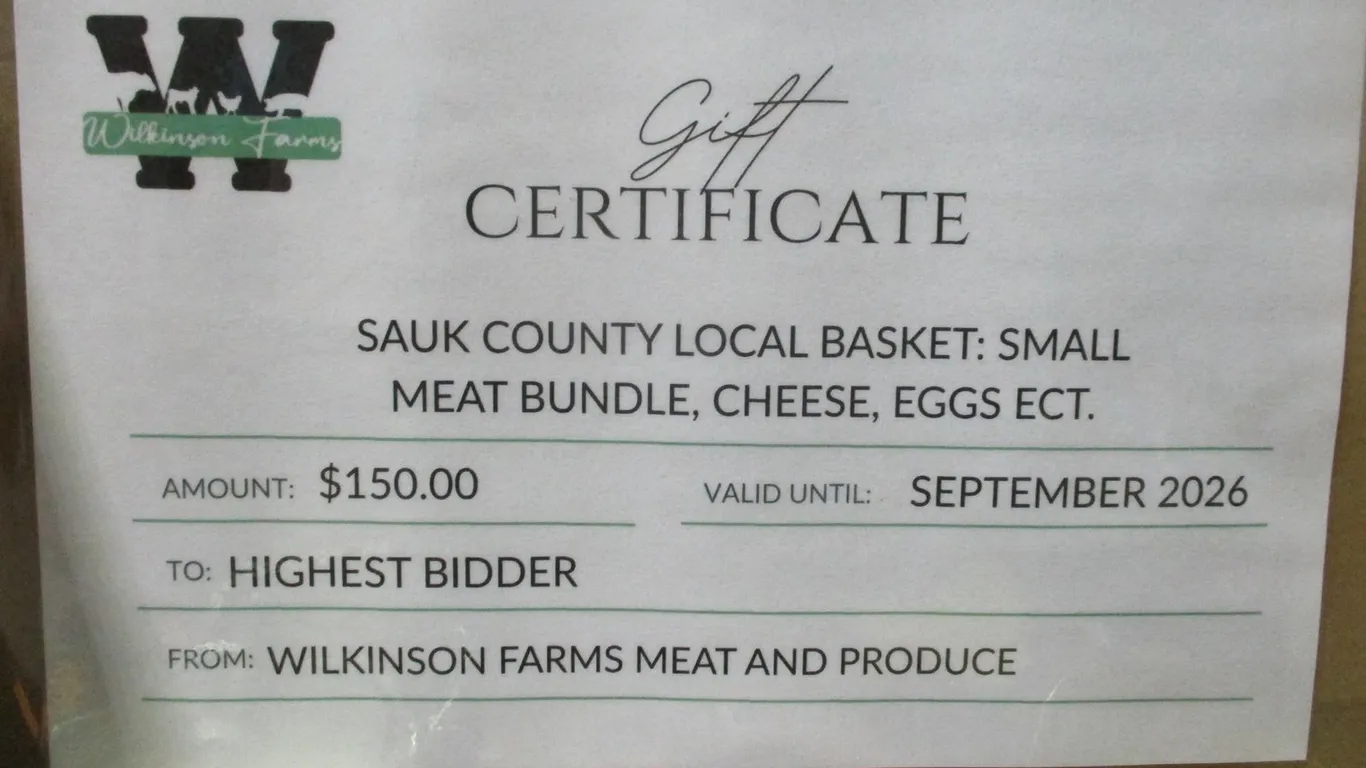 W
Wilkinson Farms
Gift
CERTIFICATE
SAUK COUNTY LOCAL BASKET: SMALL
MEAT BUNDLE, CHEESE, EGGS ECT.
AMOUNT: $150.00 VALID UNTIL: SEPTEMBER 2026
TO: HIGHEST BIDDER
FROM: WILKINSON FARMS MEAT AND PRODUCE